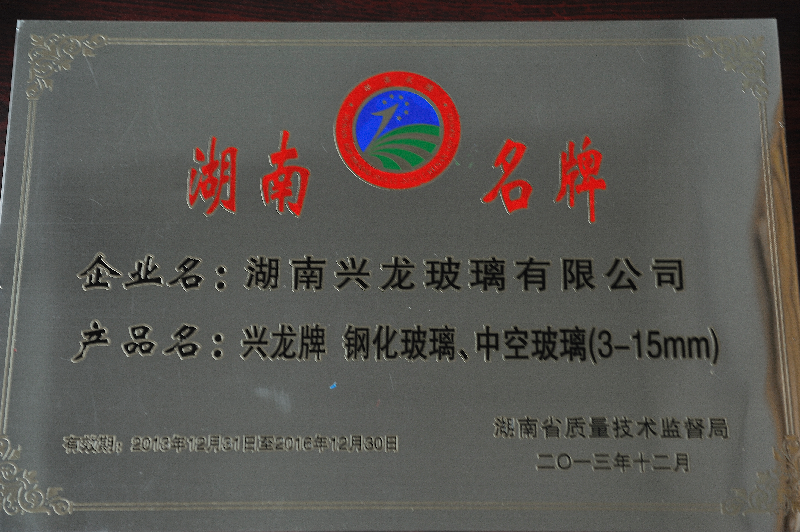 湖南 名牌
企业名：湖南兴龙玻璃有限公司
产品名：兴龙牌 钢化玻璃、中空玻璃(3-15mm)
有效期：2013年12月31日至2016年12月30日
湖南省质量技术监督局
二〇一三年十二月